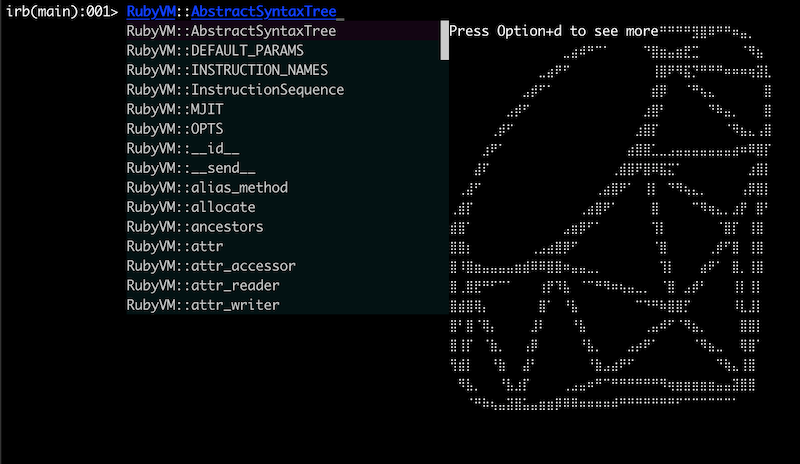 irb(main):001> RubyVM::AbstractSyntaxTree
RubyVM::AbstractSyntaxTree
Press Option+d to see more
RubyVM::DEFAULT_PARAMS
RubyVM::INSTRUCTION_NAMES
RubyVM::InstructionSequence
RubyVM::MJIT
RubyVM::OPTS
RubyVM::__id__
RubyVM::__send__
RubyVM::alias_method
RubyVM::allocate
RubyVM::ancestors
RubyVM::attr
RubyVM::attr_accessor
RubyVM::attr_reader
RubyVM::attr_writer